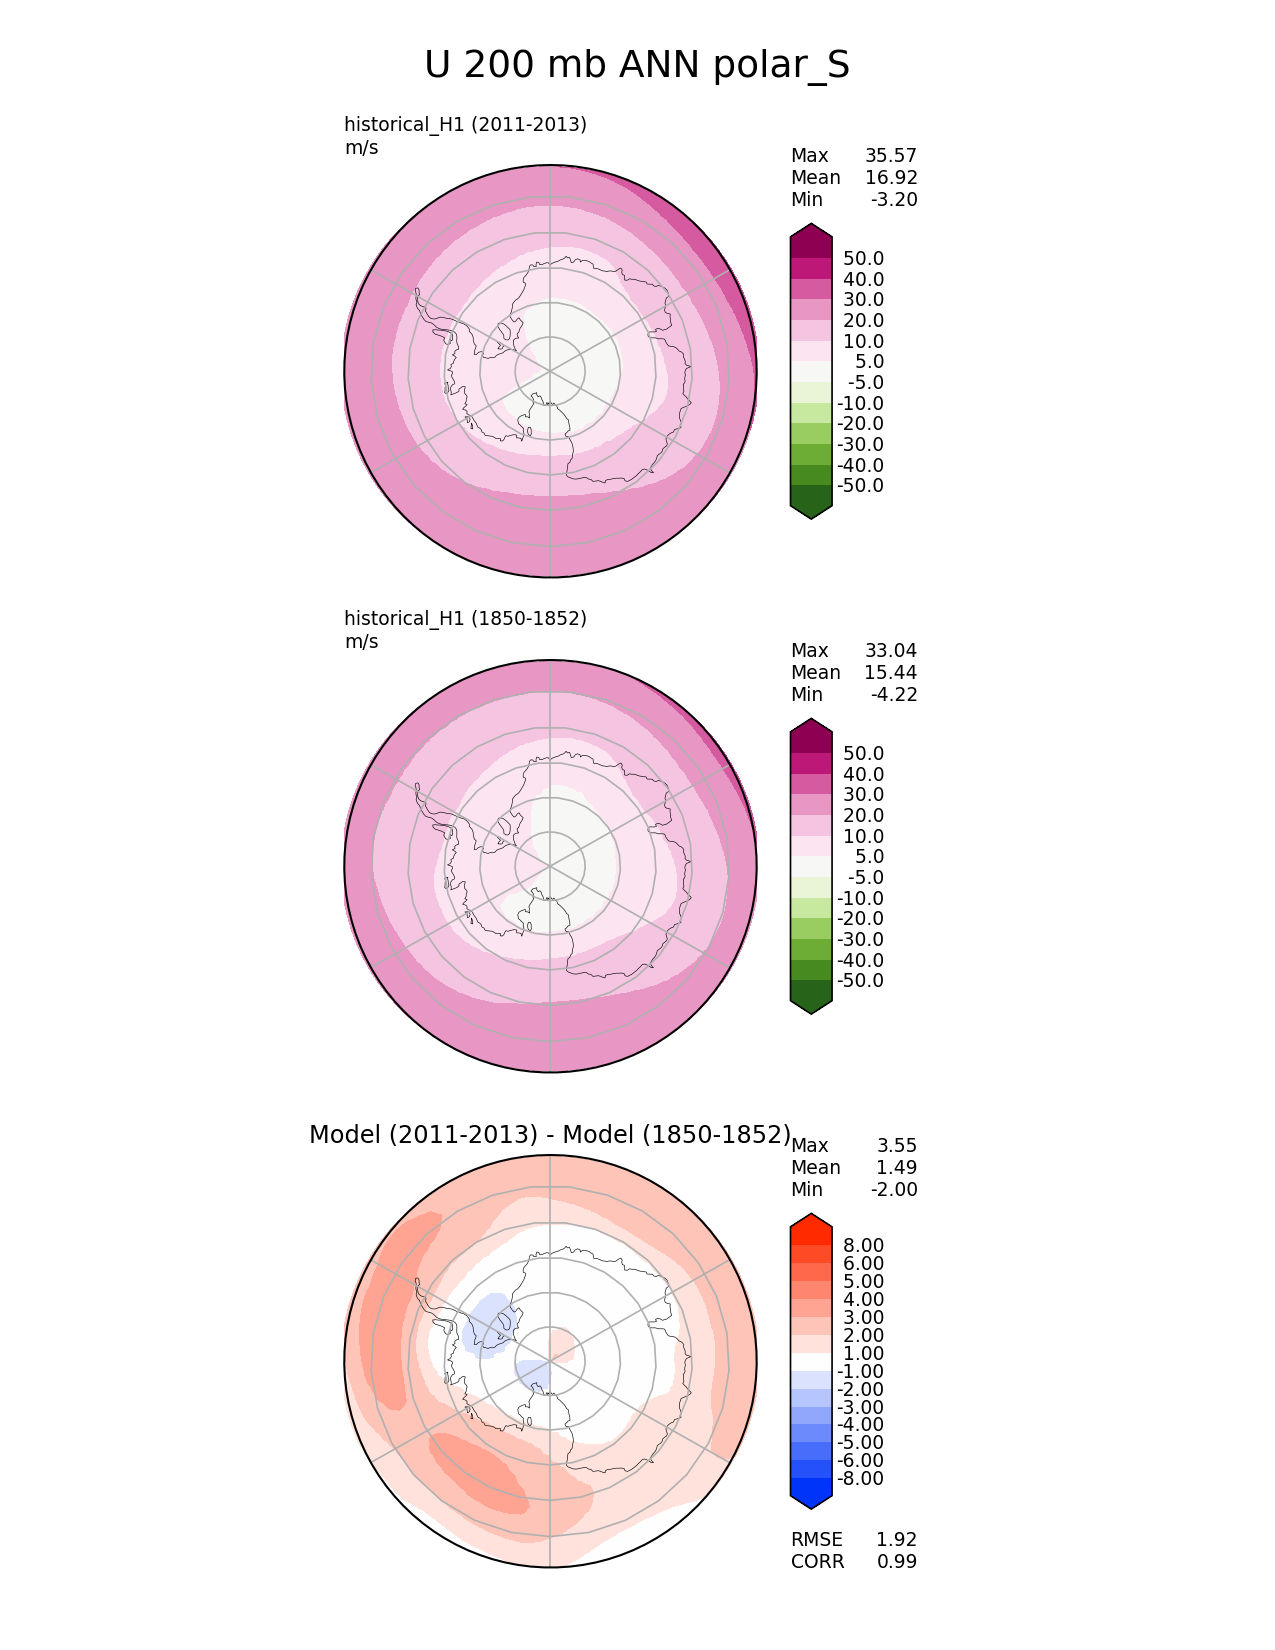 U 200 mb ANN polar_S
historical_H1 (2011-2013)
m/s
Max 35.57
Mean 16.92
Min -3.20
50.0
40.0
30.0
20.0
10.0
5.0
-5.0
-10.0
-20.0
-30.0
-40.0
-50.0
historical_H1 (1850-1852)
m/s
Max 33.04
Mean 15.44
Min -4.22
50.0
40.0
30.0
20.0
10.0
5.0
-5.0
-10.0
-20.0
-30.0
-40.0
-50.0
Model (2011-2013) - Model (1850-1852)
Max 3.55
Mean 1.49
Min -2.00
8.00
6.00
5.00
4.00
3.00
2.00
1.00
-1.00
-2.00
-3.00
-4.00
-5.00
-6.00
-8.00
RMSE 1.92
CORR 0.99